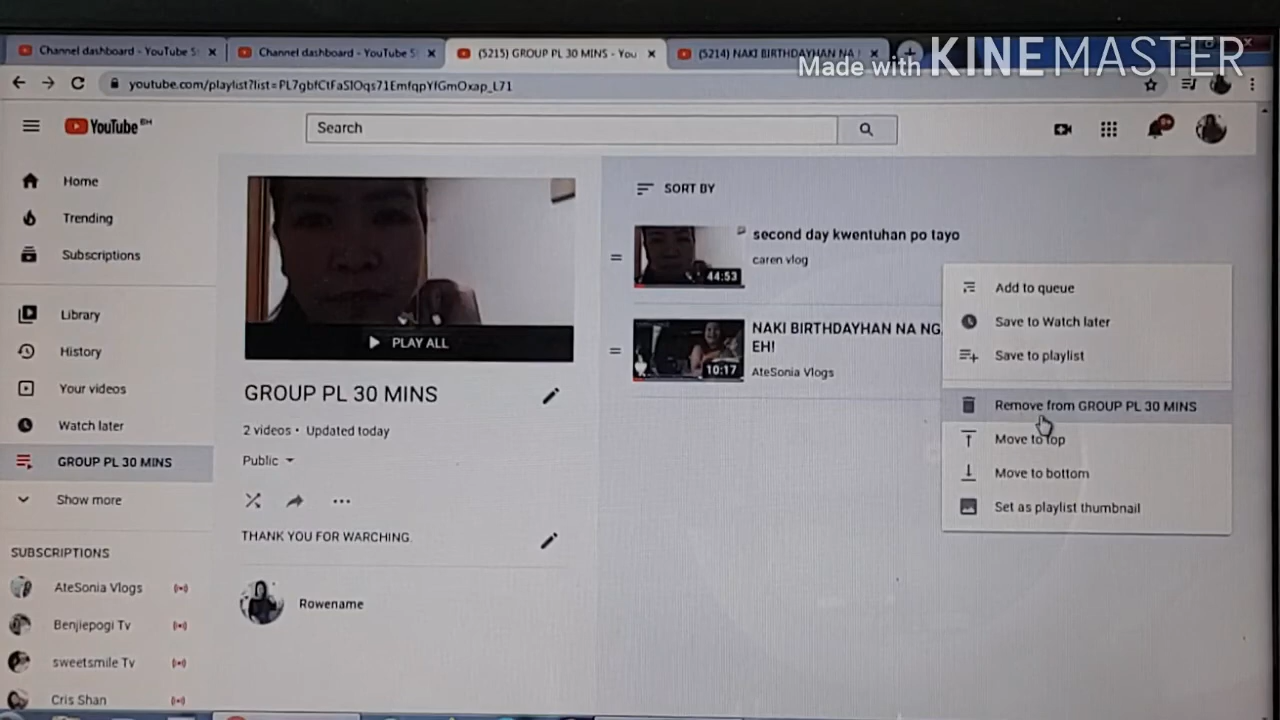 Channel dashboard - YouTube S
Channel dashboard - YouTube S
(5215) GROUP PL 30 MINS - You
(5214) NAKI BIRTHDAYHAN NA
Made with KINEMASTER
youtube.com/playlist?list=
YouTube BH
Search
9+
Home
Trending
Subscriptions
Library
History
Your videos
Watch later
GROUP PL 30 MINS
Show more
SUBSCRIPTIONS
AteSonia Vlogs
Benjiepogi Tv
sweetsmile Tv
Cris Shan
PLAY ALL
GROUP PL 30 MINS
2 videos • Updated today
Public
THANK YOU FOR WARCHING.
Rowename
SORT BY
second day kwentuhan po tayo
caren vlog
44:53
NAKI BIRTHDAYHAN NA NG
EH!
AteSonia Vlogs
10:17
Add to queue
Save to Watch later
Save to playlist
Remove from GROUP PL 30 MINS
Move to top
Move to bottom
Set as playlist thumbnail